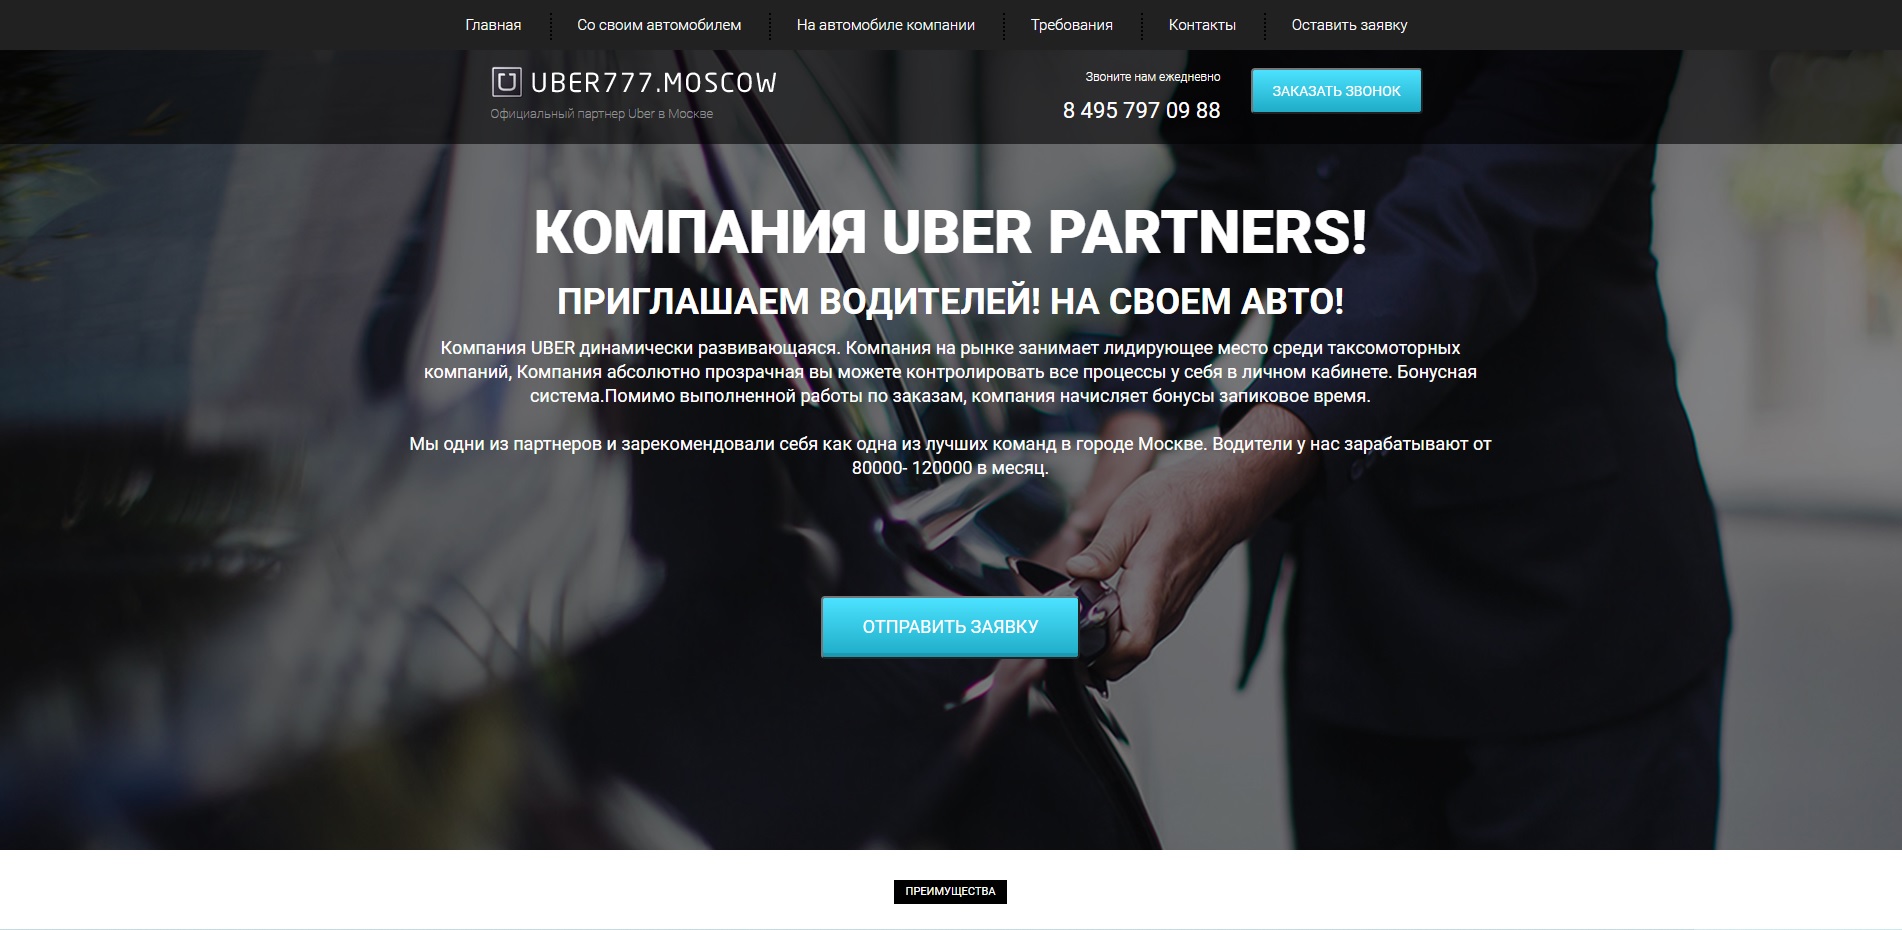 Главная
Со своим автомобилем
На автомобиле компании
Требования
Контакты
Оставить заявку
UBER777.MOSCOW
Официальный партнер Uber в Москве
Звоните нам ежедневно
8 495 797 09 88
ЗАКАЗАТЬ ЗВОНОК
КОМПАНИЯ UBER PARTNERS!
ПРИГЛАШАЕМ ВОДИТЕЛЕЙ! НА СВОЕМ АВТО!
Компания UBER динамически развивающаяся. Компания на рынке занимает лидирующее место среди таксомоторных
компаний, Компания абсолютно прозрачная вы можете контролировать все процессы у себя в личном кабинете. Бонусная
система.Помимо выполненной работы по заказам, компания начисляет бонусы запиковое время.
Мы одни из партнеров и зарекомендовали себя как одна из лучших команд в городе Москве. Водители у нас зарабатывают от
80000- 120000 в месяц.
ОТПРАВИТЬ ЗАЯВКУ
ПРЕИМУЩЕСТВА